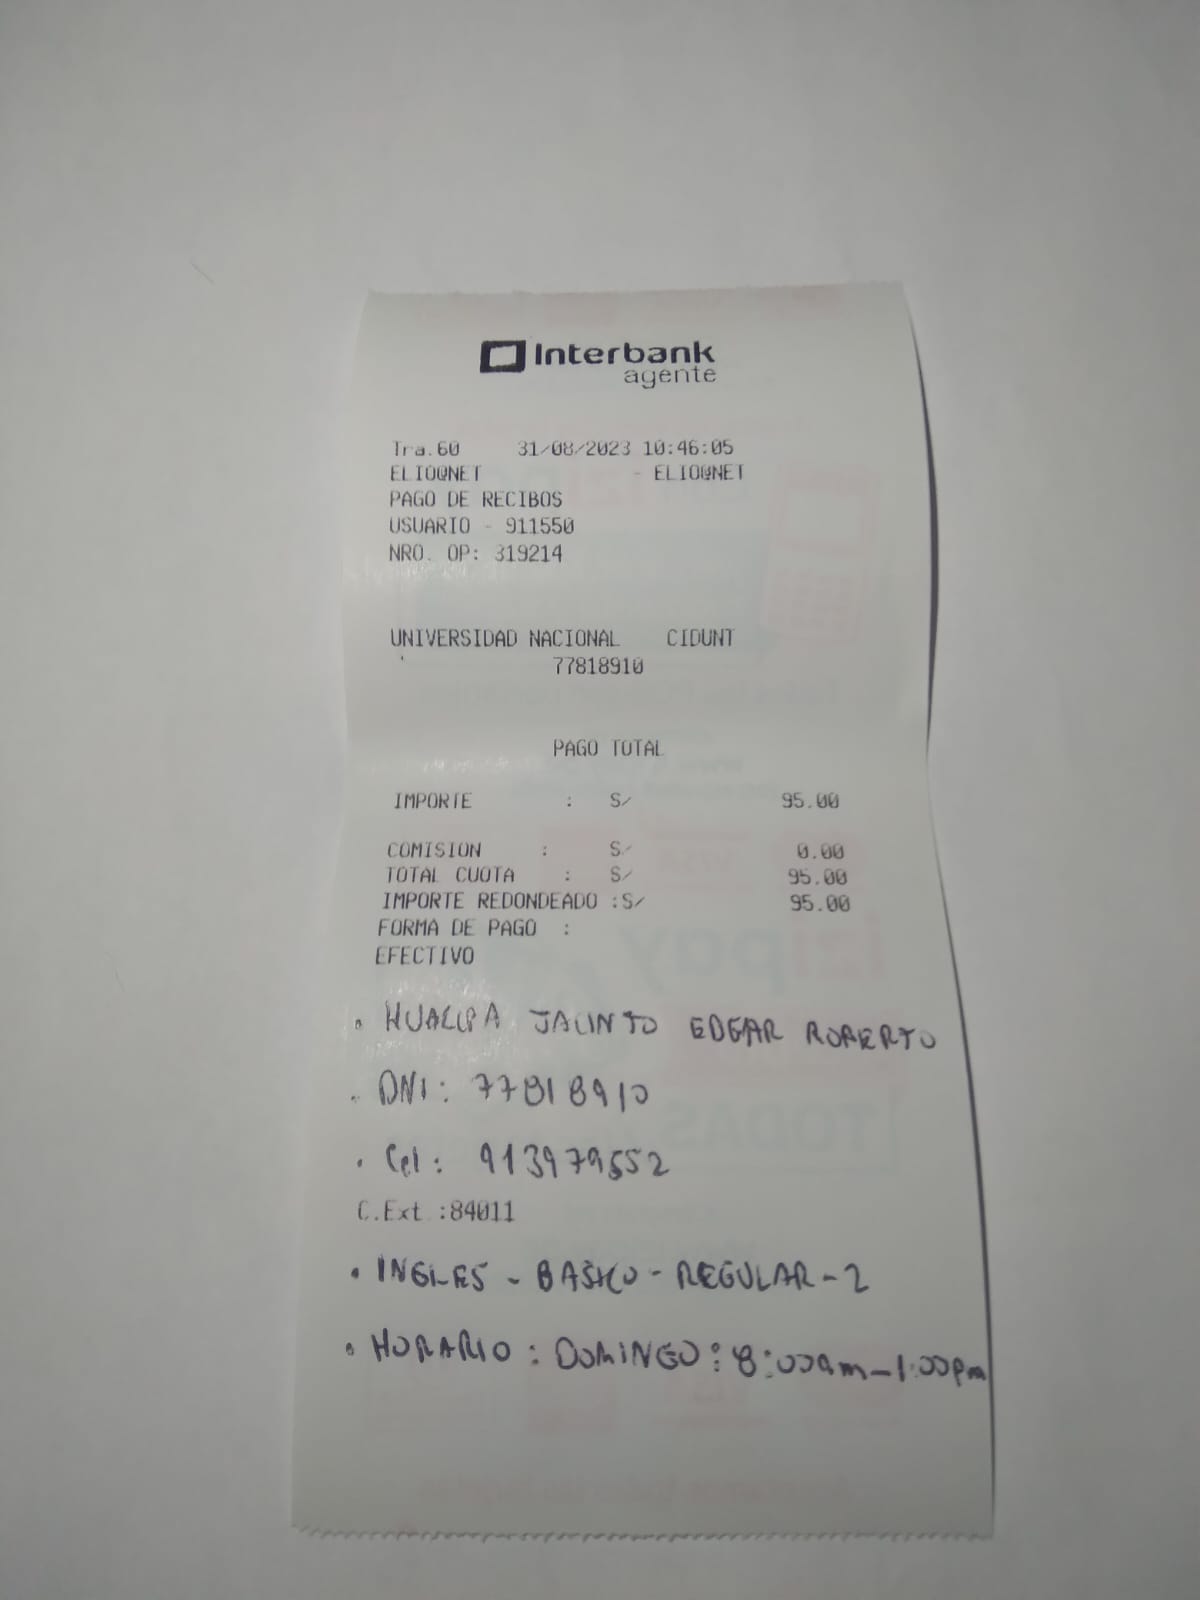 Interbank
agente
Tra.60 31/08/2023 10:46:05
ELIO@NET - ELIO@NET
PAGO DE RECIBOS
USUARIO - 911550
NRO. OP: 319214
UNIVERSIDAD NACIONAL CIDUNT
77818910
PAGO TOTAL
IMPORTE : S/ 95.00
COMISION : S/ 0.00
TOTAL CUOTA : S/ 95.00
IMPORTE REDONDEADO :S/ 95.00
FORMA DE PAGO :
EFECTIVO
• HUALLPA JACINTO EDGAR ROBERTO
• DNI: 77818910
• Cel: 913979552
C.Ext.:84011
• INGLES - BASICO - REGULAR - 2
• HORARIO : DOMINGO : 8:00am - 1:00pm